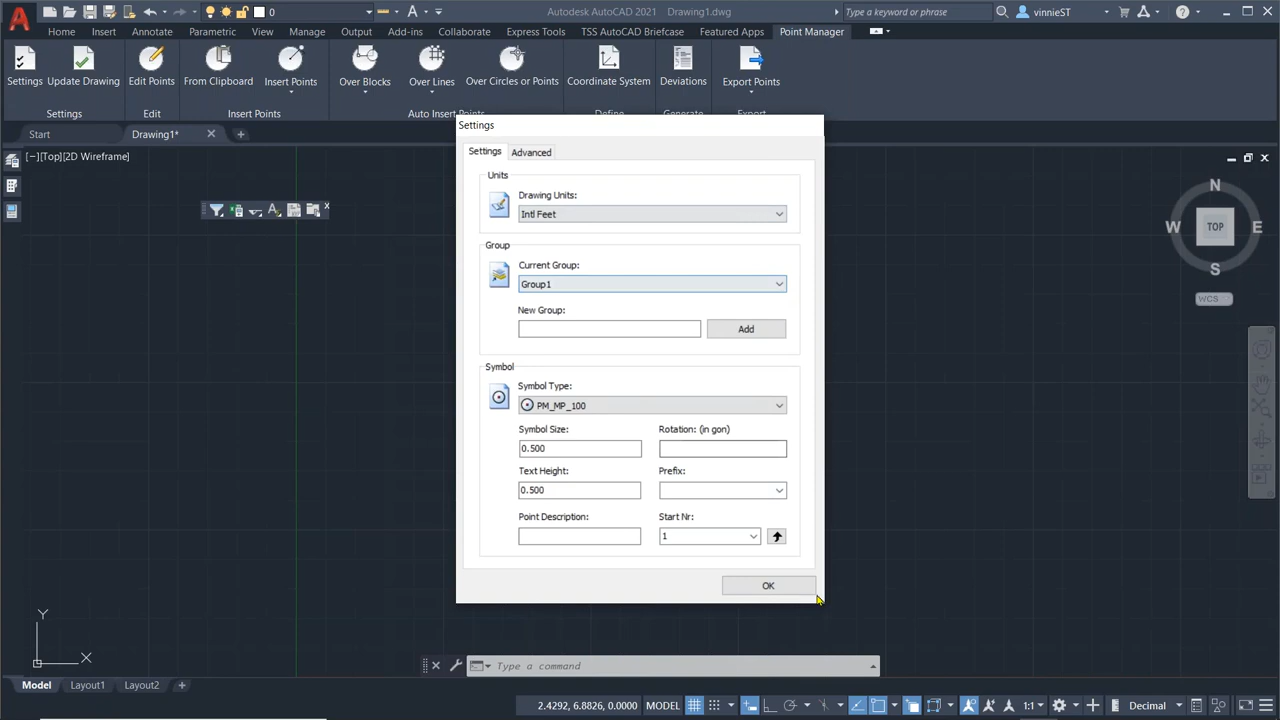 0
Autodesk AutoCAD 2021 Drawing1.dwg
Type a keyword or phrase
vinnieST
Home Insert Annotate Parametric View Manage Output Add-ins Collaborate Express Tools TSS AutoCAD Briefcase Featured Apps Point Manager
Settings Update Drawing Edit Points From Clipboard Insert Points Over Blocks Over Lines Over Circles or Points Coordinate System Deviations Export Points
Settings Edit Insert Points Auto Insert Points Define Generate Export
Start Drawing1*
[−][Top][2D Wireframe]
Settings
Settings Advanced
Units
Drawing Units:
Intl Feet
Group
Current Group:
Group1
New Group:
Add
Symbol
Symbol Type:
PM_MP_100
Symbol Size: Rotation: (in gon)
0.500
Text Height: Prefix:
0.500
Point Description: Start Nr:
1
OK
N
W TOP E
S
WCS
Y
X
Type a command
Model Layout1 Layout2
2.4292, 6.8826, 0.0000 MODEL 1:1 Decimal